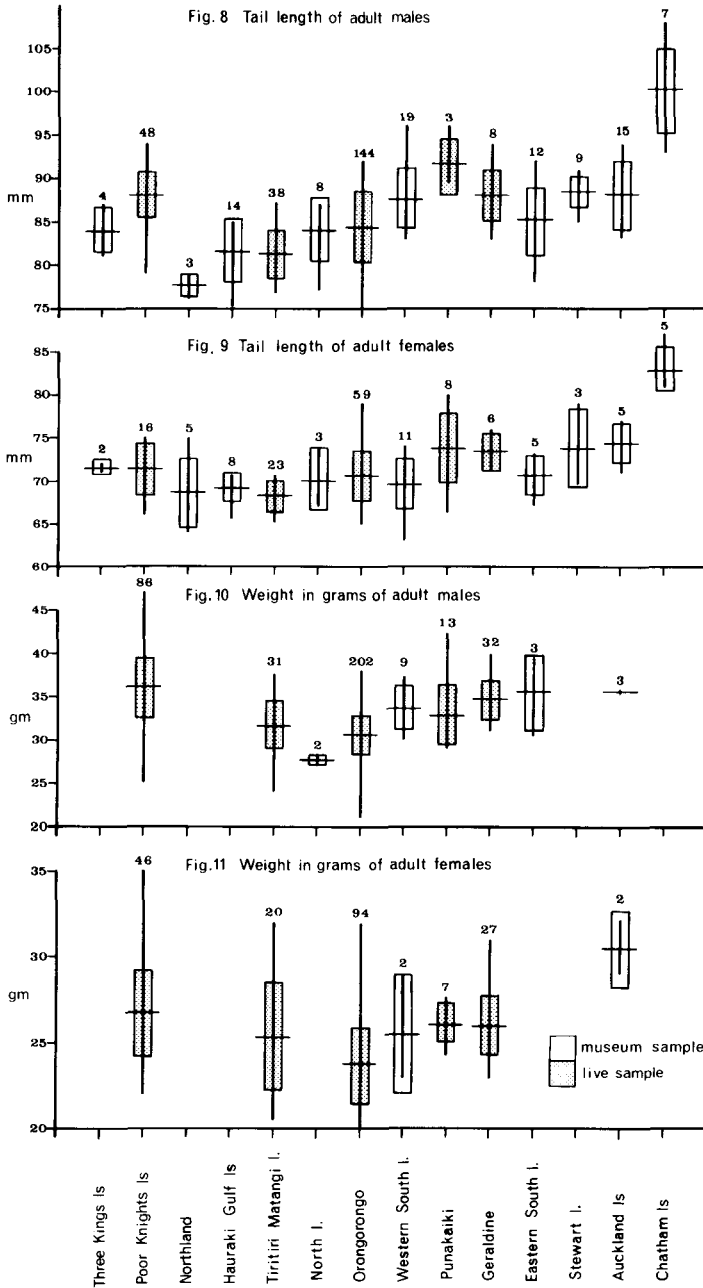 Fig. 8 Tail length of adult males
7
105
100
95
90
mm
85
80
75
4
48
3
14
38
8
144
19
3
8
12
9
15
Fig. 9 Tail length of adult females
5
85
80
75
mm
70
65
60
2
16
5
8
23
3
59
11
8
6
5
3
5
Fig. 10 Weight in grams of adult males
86
45
40
35
gm
30
25
20
31
2
202
9
13
32
3
3
Fig. 11 Weight in grams of adult females
46
35
30
gm
25
20
20
94
2
7
27
2
museum sample
live sample
Three Kings Is
Poor Knights Is
Northland
Hauraki Gulf Is
Tiritiri Matangi I.
North I.
Orongorongo
Western South I.
Punakaiki
Geraldine
Eastern South I.
Stewart I.
Auckland Is
Chatham Is